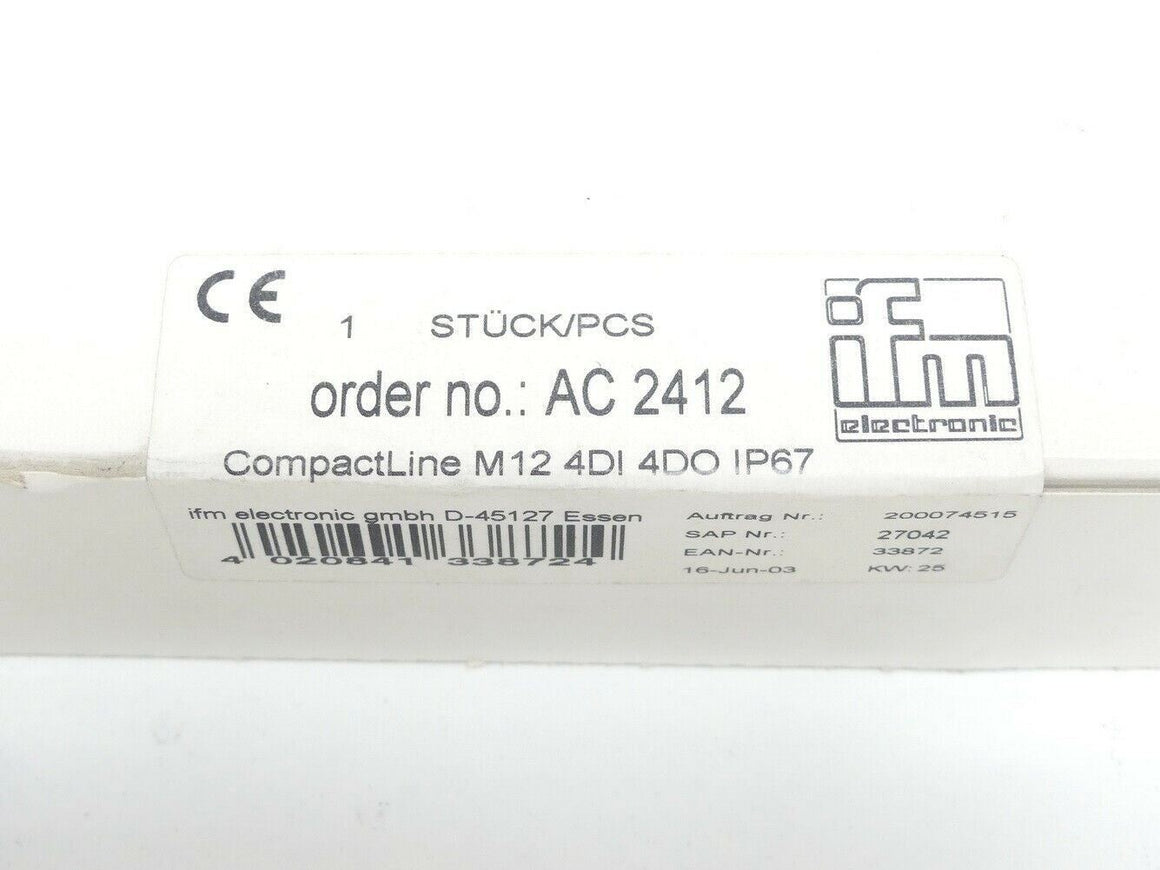 CE
1 STÜCK/PCS
ifm
electronic
order no.: AC 2412
CompactLine M12 4DI 4DO IP67
ifm electronic gmbh D-45127 Essen
4 020841 338724
Auftrag Nr.: 200074515
SAP Nr.: 27042
EAN-Nr.: 33872
16-Jun-03 KW: 25